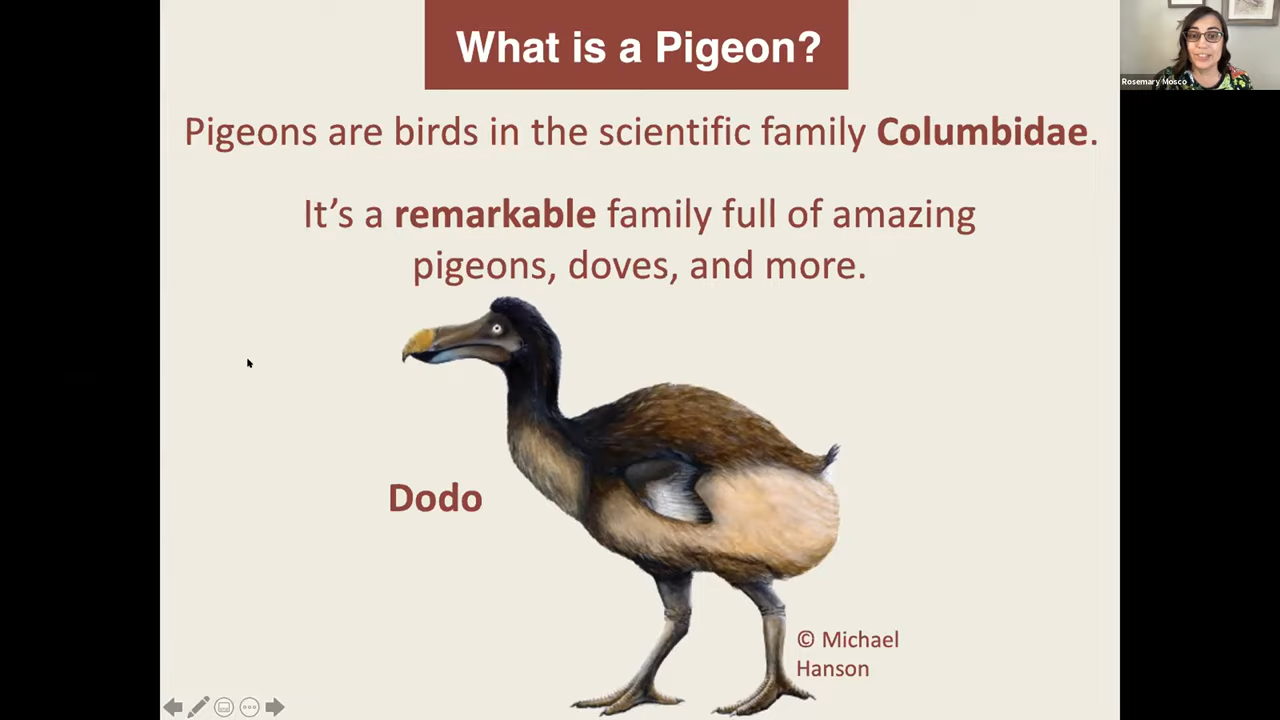 What is a Pigeon?
Rosemary Mosco
Pigeons are birds in the scientific family Columbidae.
It’s a remarkable family full of amazing
pigeons, doves, and more.
Dodo
© Michael
Hanson